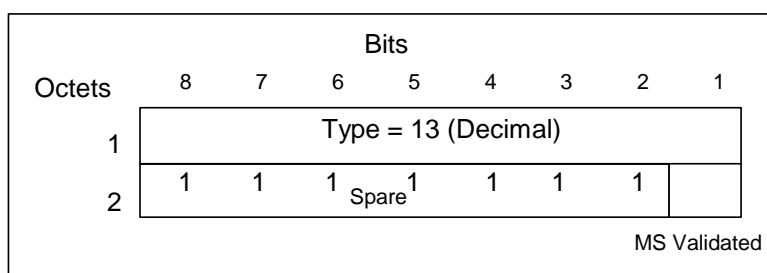 Bits
Octets 8 7 6 5 4 3 2 1
1 Type = 13 (Decimal)
2 1 1 1 1 1 1 1
Spare
MS Validated